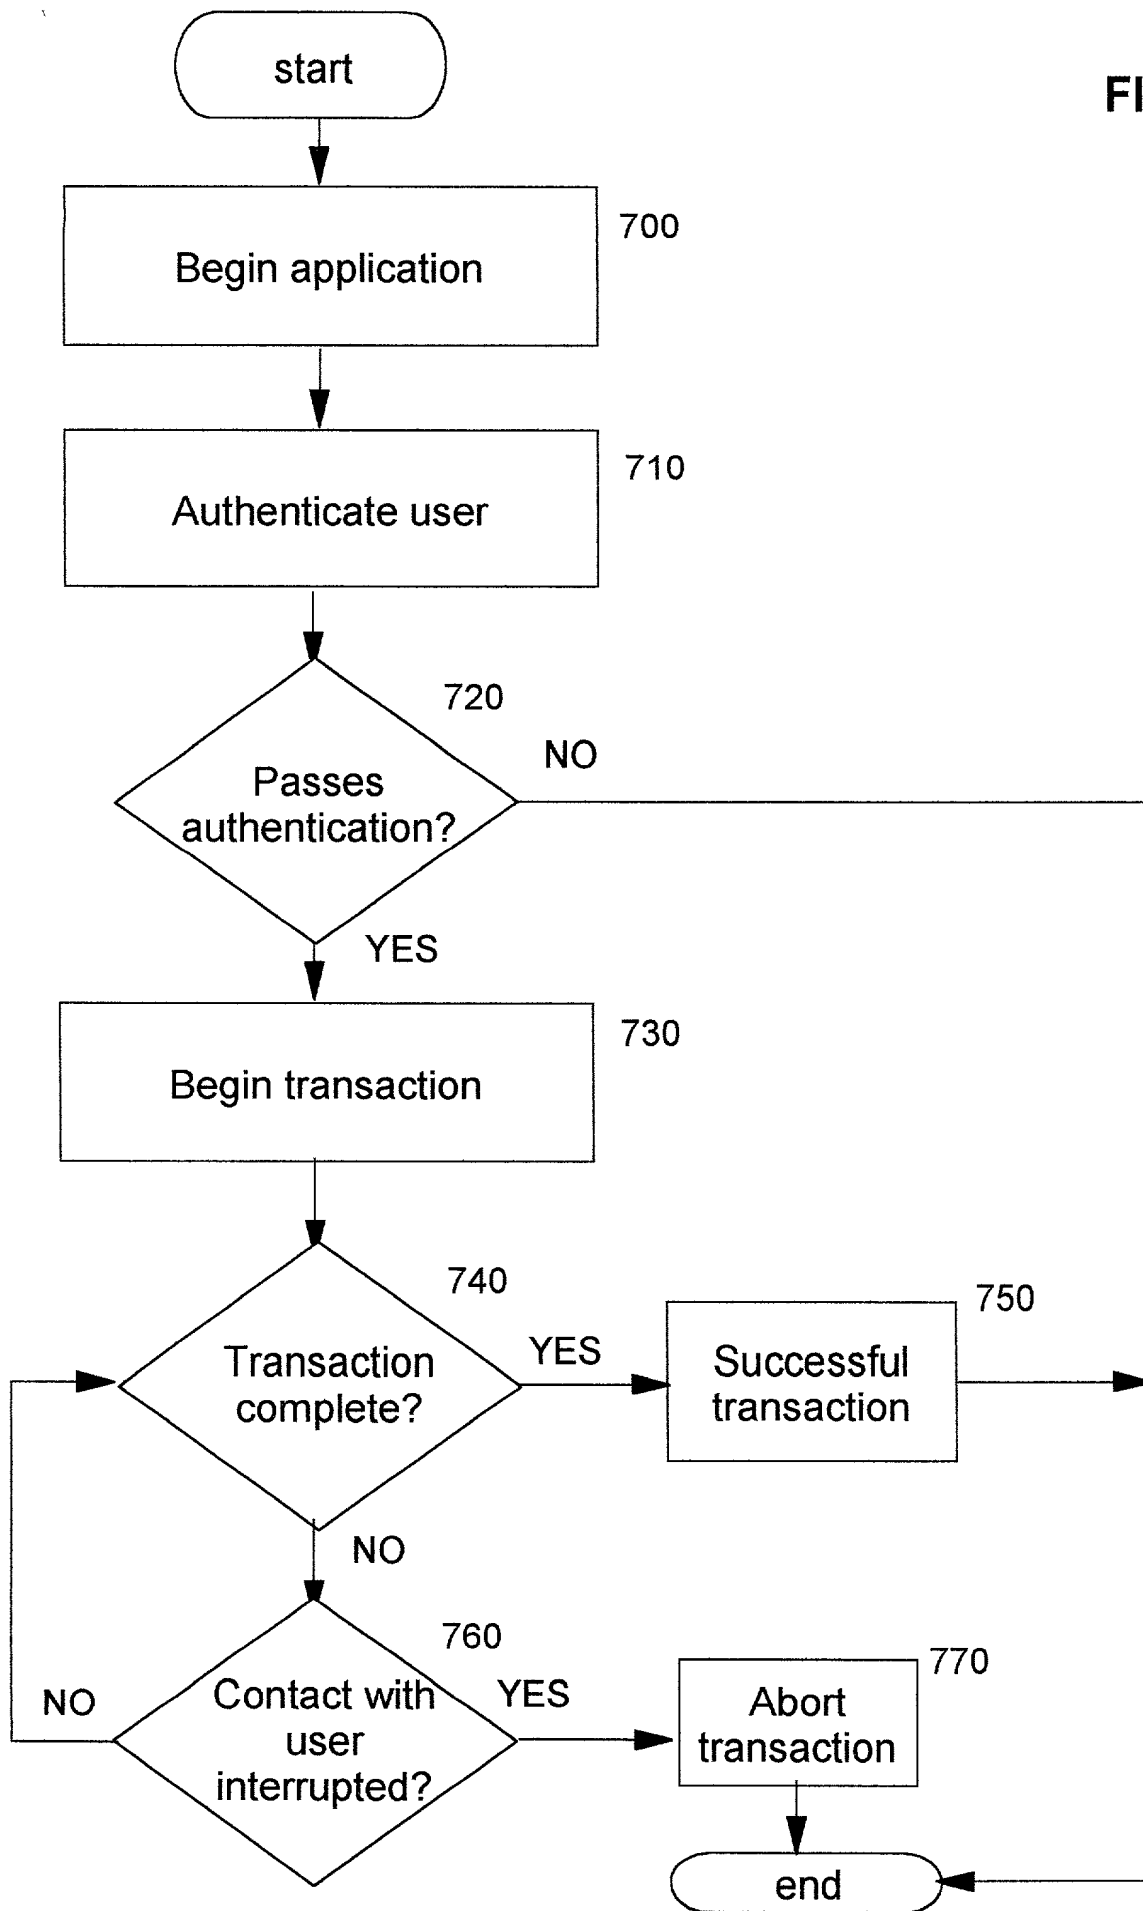 start
FI
700
Begin application
710
Authenticate user
720
NO
Passes
authentication?
YES
730
Begin transaction
740
YES
750
Transaction
complete?
Successful
transaction
NO
760
770
NO
Contact with
user
interrupted?
YES
Abort
transaction
end